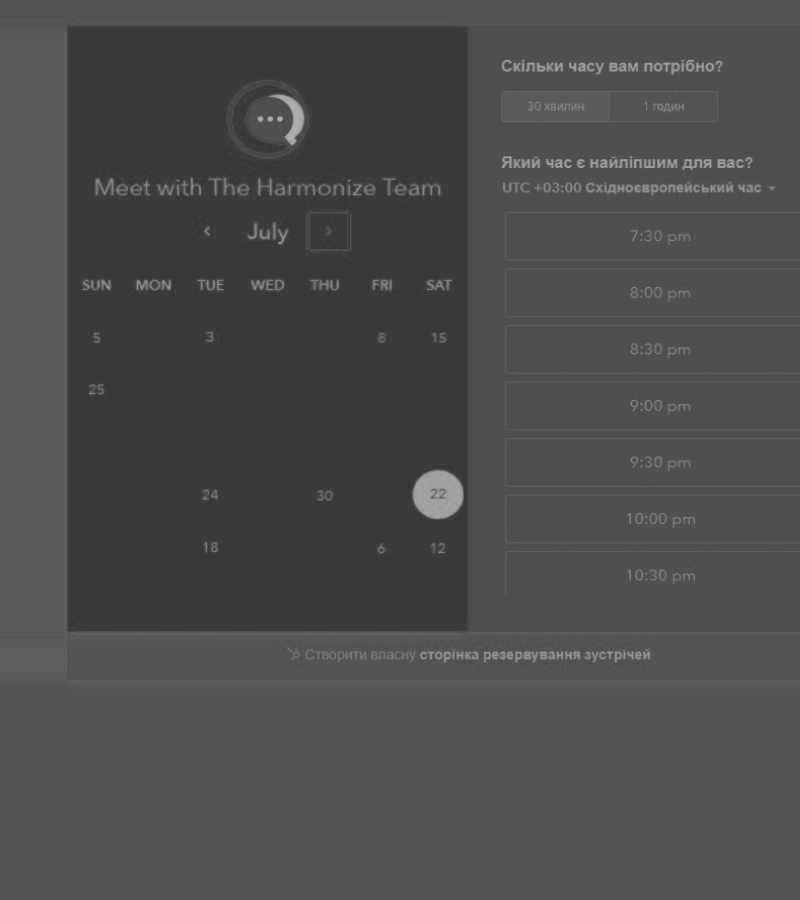 Meet with The Harmonize Team
July
SUN MON TUE WED THU FRI SAT
5 3 8 15
25
24 30 22
18 6 12
Скільки часу вам потрібно?
30 хвилин 1 годин
Який час є найліпшим для вас?
UTC +03:00 Східноєвропейський час
7:30 pm
8:00 pm
8:30 pm
9:00 pm
9:30 pm
10:00 pm
10:30 pm
Створити власну сторінка резервування зустрічей